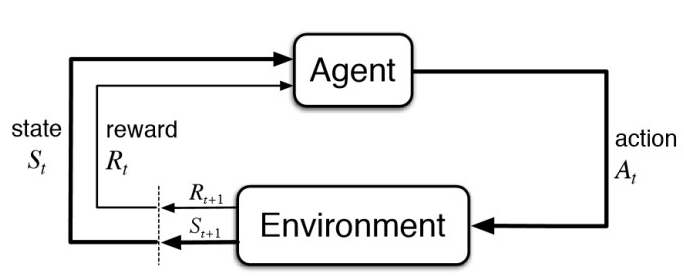 Agent
state
S_t
reward
R_t
action
A_t
R_{t+1}
S_{t+1}
Environment